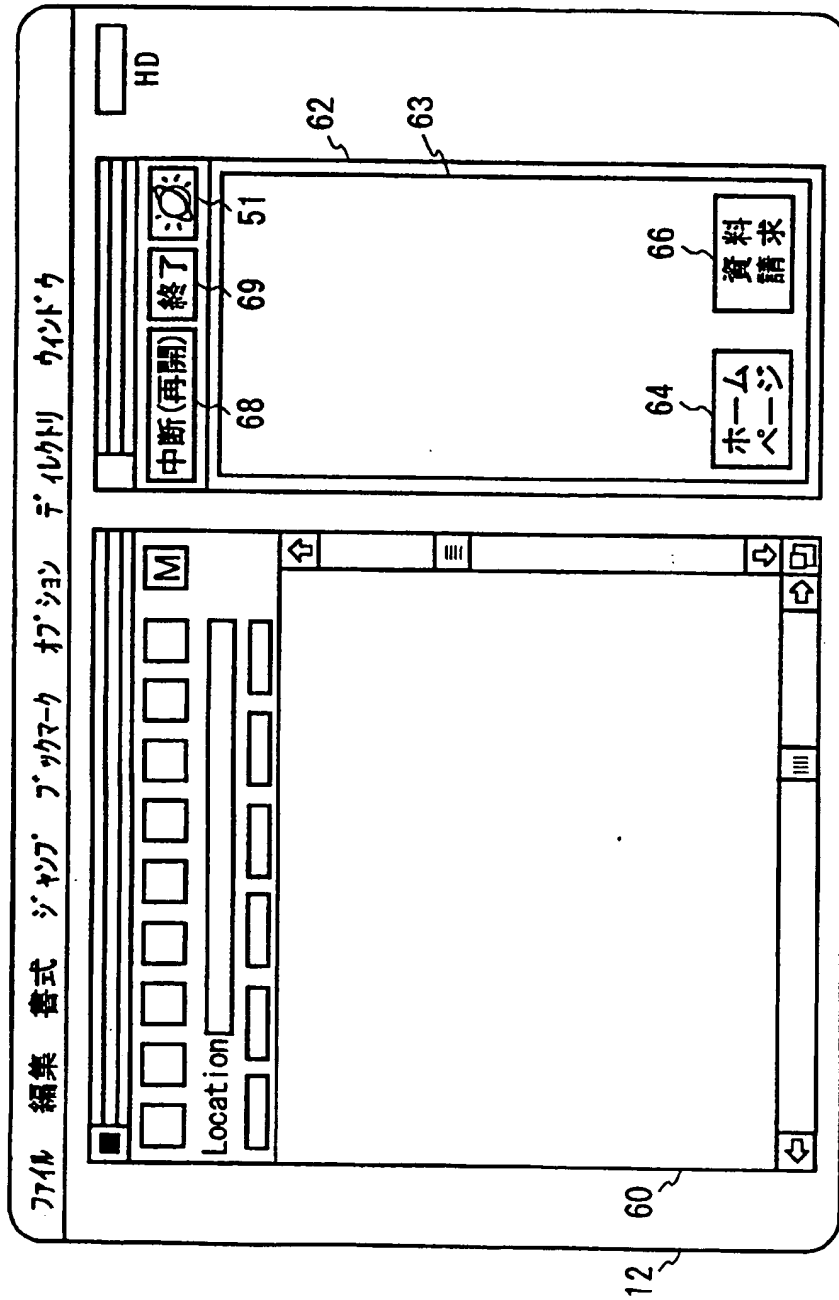 ファイル 編集 書式 ジャンプ ブックマーク オプション ディレクトリ ウィンドウ
HD
M
Location
中断(再開)
終了
68
69
51
62
63
64
66
ホーム
ページ
資料
請求
60
12